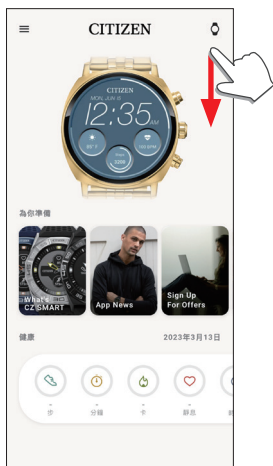 CITIZEN
CITIZEN
MON, JUN 15
12:35
為你準備
What's
CZ SMART
App News
Sign Up
For Offers
健康
2023年3月13日
-
-
-
-
步
分鐘
卡
靜息